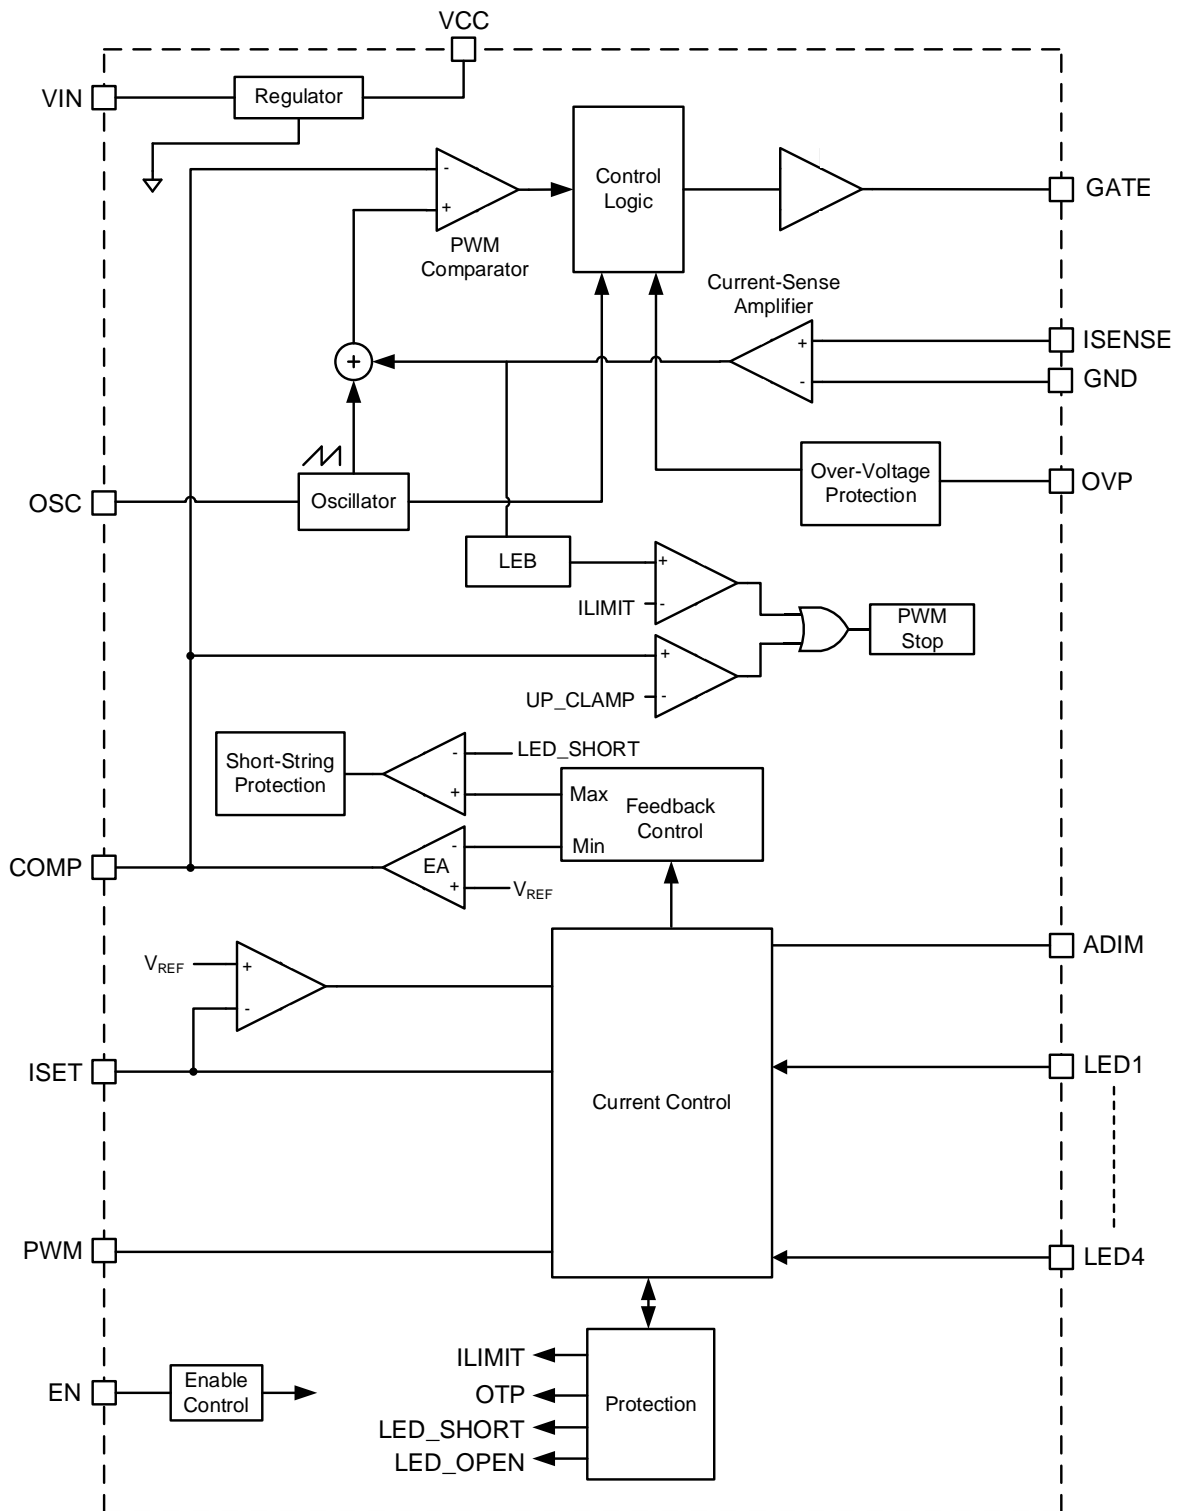 VCC
VIN
Regulator
-
+
PWM
Comparator
Control
Logic
GATE
Current-Sense
Amplifier
+
-
ISENSE
GND
+
OSC
Oscillator
Over-Voltage
Protection
OVP
LEB
+
-
ILIMIT
PWM
Stop
+
-
UP_CLAMP
Short-String
Protection
-
+
LED_SHORT
Max
Min
Feedback
Control
COMP
EA
-
+
VREF
ADIM
VREF
+
-
ISET
Current Control
LED1
PWM
LED4
EN
Enable
Control
ILIMIT
OTP
LED_SHORT
LED_OPEN
Protection